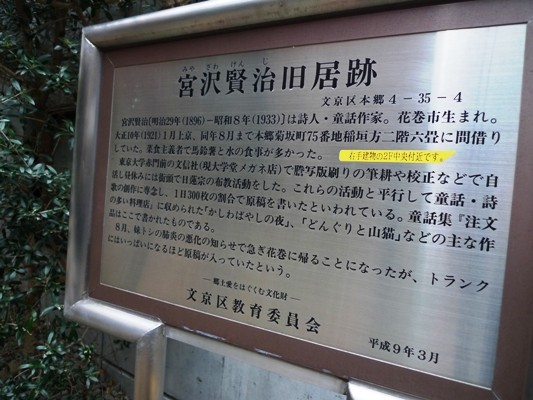 みやざわけんじ
宮沢賢治旧居跡
文京区本郷4－35－4
宮沢賢治[明治29年(1896)－昭和8年(1933)]は詩人・童話作家。花巻市生まれ。
大正10年(1921)1月上京、同年8月まで本郷菊坂町75番地稲垣方二階六畳に間借り
していた。菜食主義者で馬鈴薯と水の食事が多かった。
右手建物の2F中央付近です。
東京大学赤門前の文信社(現大学堂メガネ店)で謄写版刷りの筆耕や校正などで自
活し昼休みには街頭で日蓮宗の布教活動をした。これらの活動と平行して童話・詩
歌の創作に専念し、1日300枚の割合で原稿を書いたといわれている。童話集『注文
の多い料理店』に収められた「かしわばやしの夜」、「どんぐりと山猫」などの主な作
品はここで書かれたものである。
8月、妹トシの肺炎の悪化の知らせで急ぎ花巻に帰ることになったが、トランク
にはいっぱいになるほど原稿が入っていたという。
―郷土愛をはぐくむ文化財―
文京区教育委員会
平成9年3月